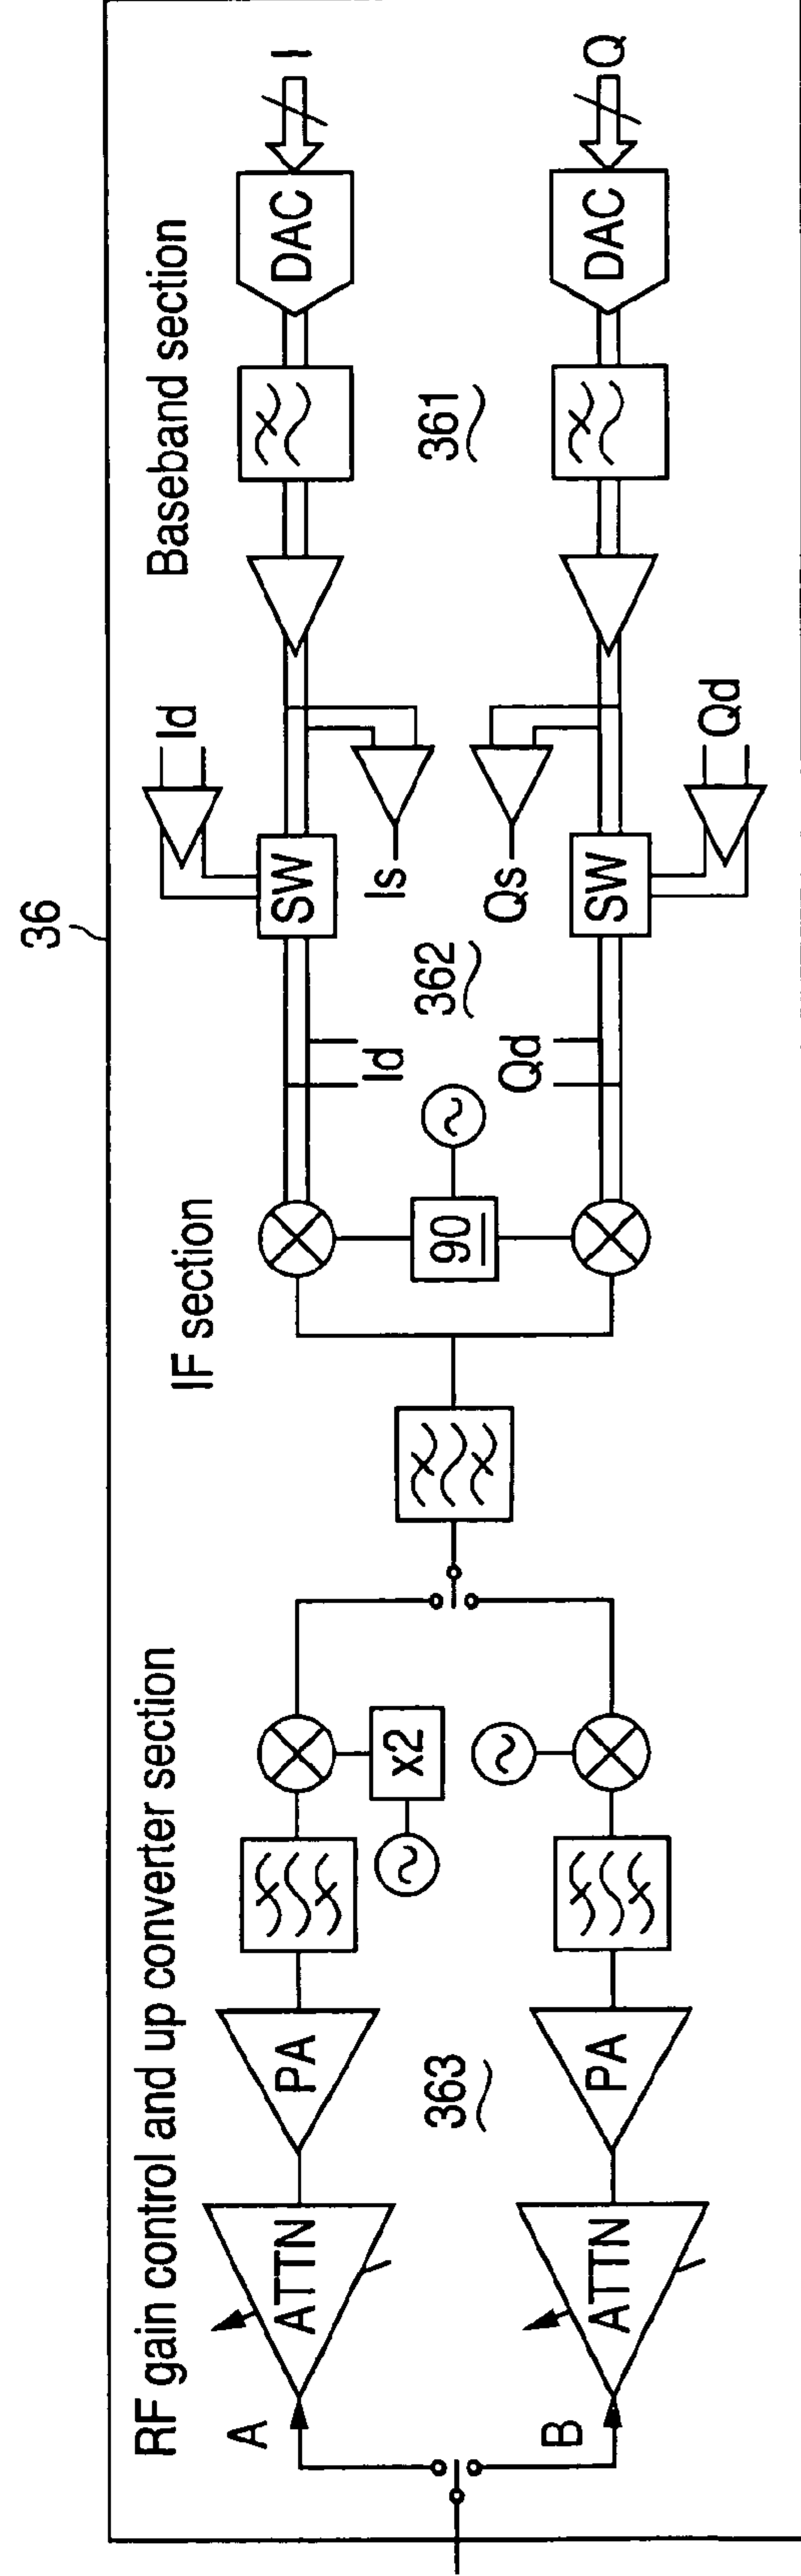 36
RF gain control and up converter section
IF section
Baseband section
A
ATTN
PA
x2
Id
SW
DAC
I
Id
Is
363
90
362
361
Qd
Qs
B
ATTN
PA
SW
DAC
Q
Qd